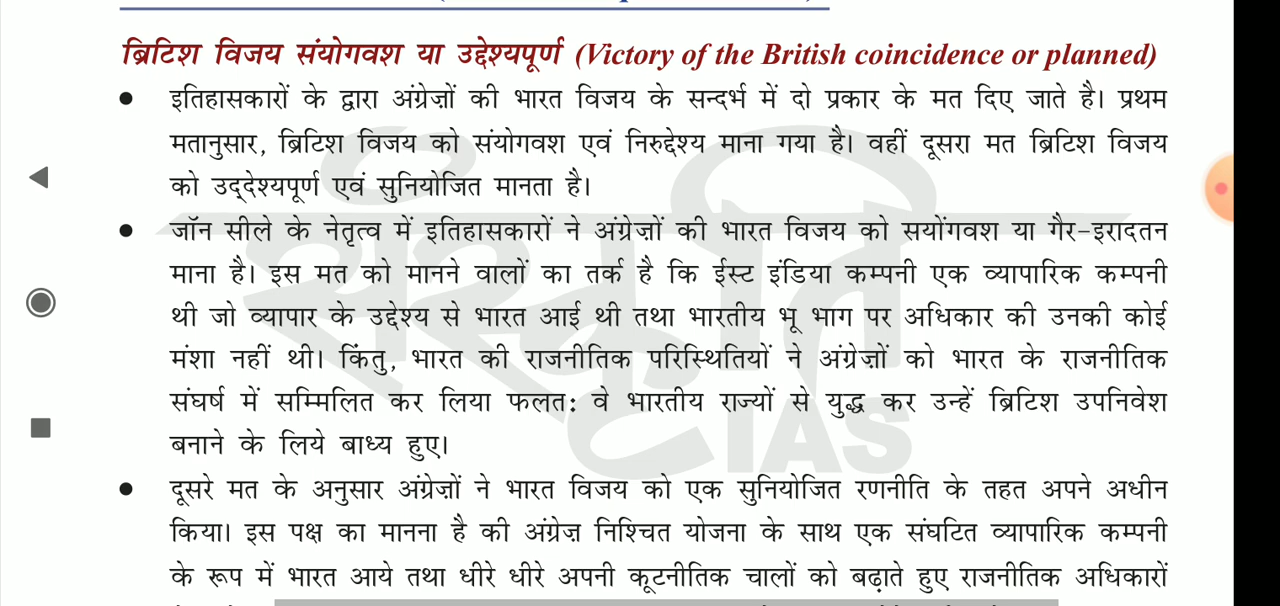 ब्रिटिश विजय संयोगवश या उद्देश्यपूर्ण (Victory of the British coincidence or planned)
● इतिहासकारों के द्वारा अंग्रेज़ों की भारत विजय के सन्दर्भ में दो प्रकार के मत दिए जाते है। प्रथम
मतानुसार, ब्रिटिश विजय को संयोगवश एवं निरुद्देश्य माना गया है। वहीं दूसरा मत ब्रिटिश विजय
को उद्‌देश्यपूर्ण एवं सुनियोजित मानता है।
● जॉन सीले के नेतृत्व में इतिहासकारों ने अंग्रेज़ों की भारत विजय को सयोंगवश या गैर-इरादतन
माना है। इस मत को मानने वालों का तर्क है कि ईस्ट इंडिया कम्पनी एक व्यापारिक कम्पनी
थी जो व्यापार के उद्देश्य से भारत आई थी तथा भारतीय भू भाग पर अधिकार की उनकी कोई
मंशा नहीं थी। किंतु, भारत की राजनीतिक परिस्थितियों ने अंग्रेज़ों को भारत के राजनीतिक
संघर्ष में सम्मिलित कर लिया फलतः वे भारतीय राज्यों से युद्ध कर उन्हें ब्रिटिश उपनिवेश
बनाने के लिये बाध्य हुए।
● दूसरे मत के अनुसार अंग्रेज़ों ने भारत विजय को एक सुनियोजित रणनीति के तहत अपने अधीन
किया। इस पक्ष का मानना है की अंग्रेज़ निश्चित योजना के साथ एक संघटित व्यापारिक कम्पनी
के रूप में भारत आये तथा धीरे धीरे अपनी कूटनीतिक चालों को बढ़ाते हुए राजनीतिक अधिकारों
संस्कृति
IAS